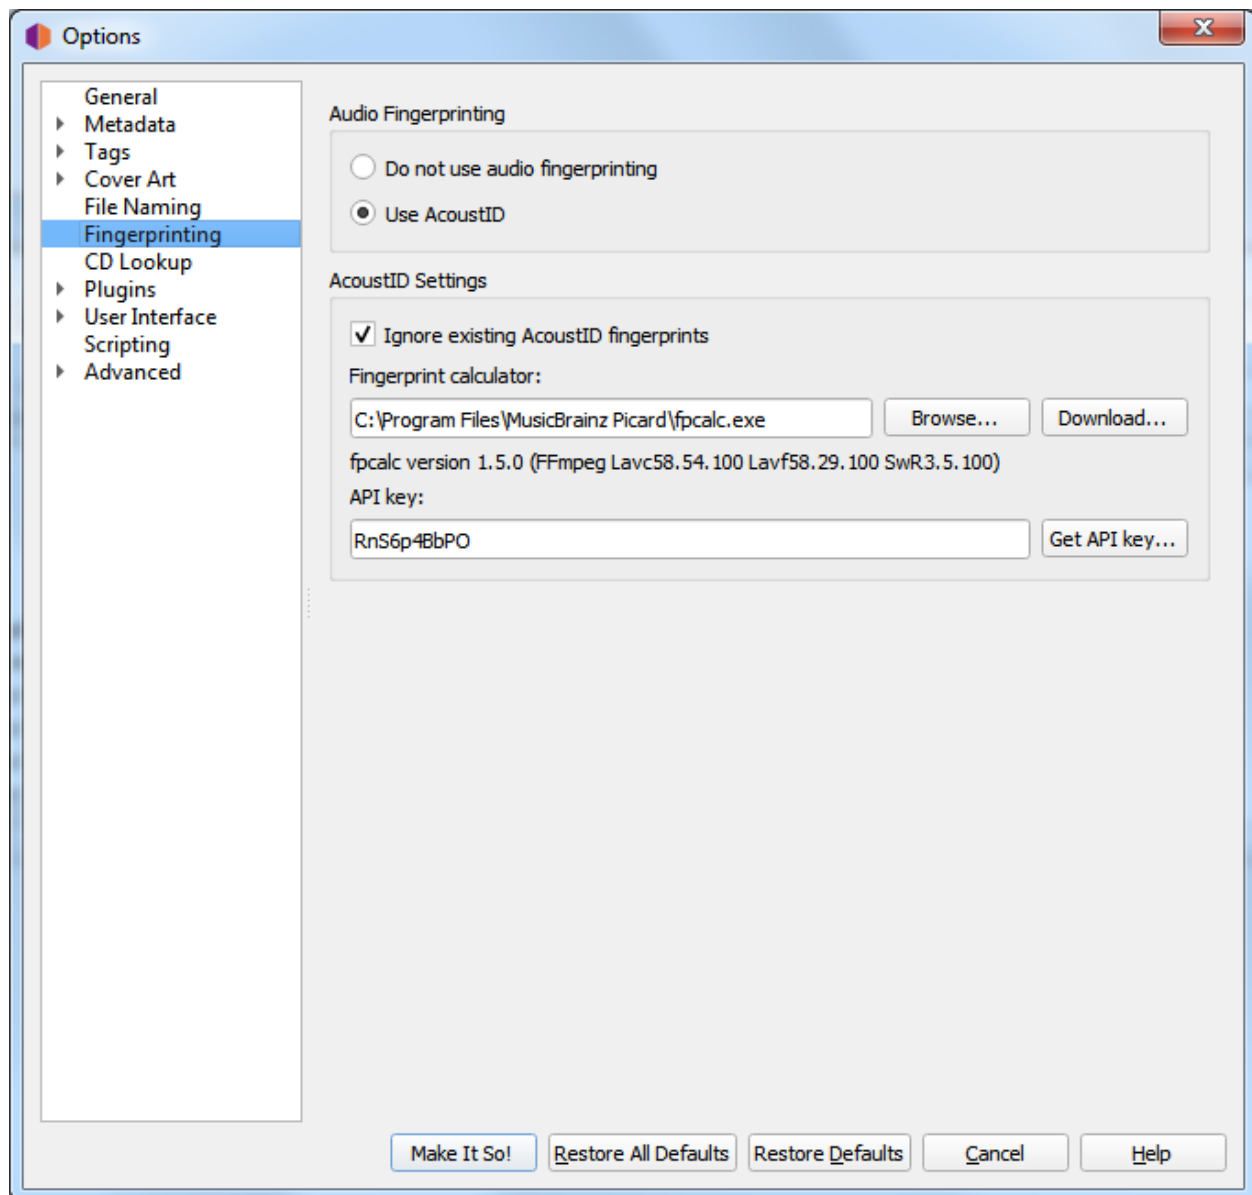 Options
General
Metadata
Tags
Cover Art
File Naming
Fingerprinting
CD Lookup
Plugins
User Interface
Scripting
Advanced
Audio Fingerprinting
Do not use audio fingerprinting
Use AcoustID
AcoustID Settings
Ignore existing AcoustID fingerprints
Fingerprint calculator:
C:\Program Files\MusicBrainz Picard\fpcalc.exe
Browse...
Download...
fpcalc version 1.5.0 (FFmpeg Lavc58.54.100 Lavf58.29.100 SwR3.5.100)
API key:
RnS6p4BbPO
Get API key...
Make It So!
Restore All Defaults
Restore Defaults
Cancel
Help